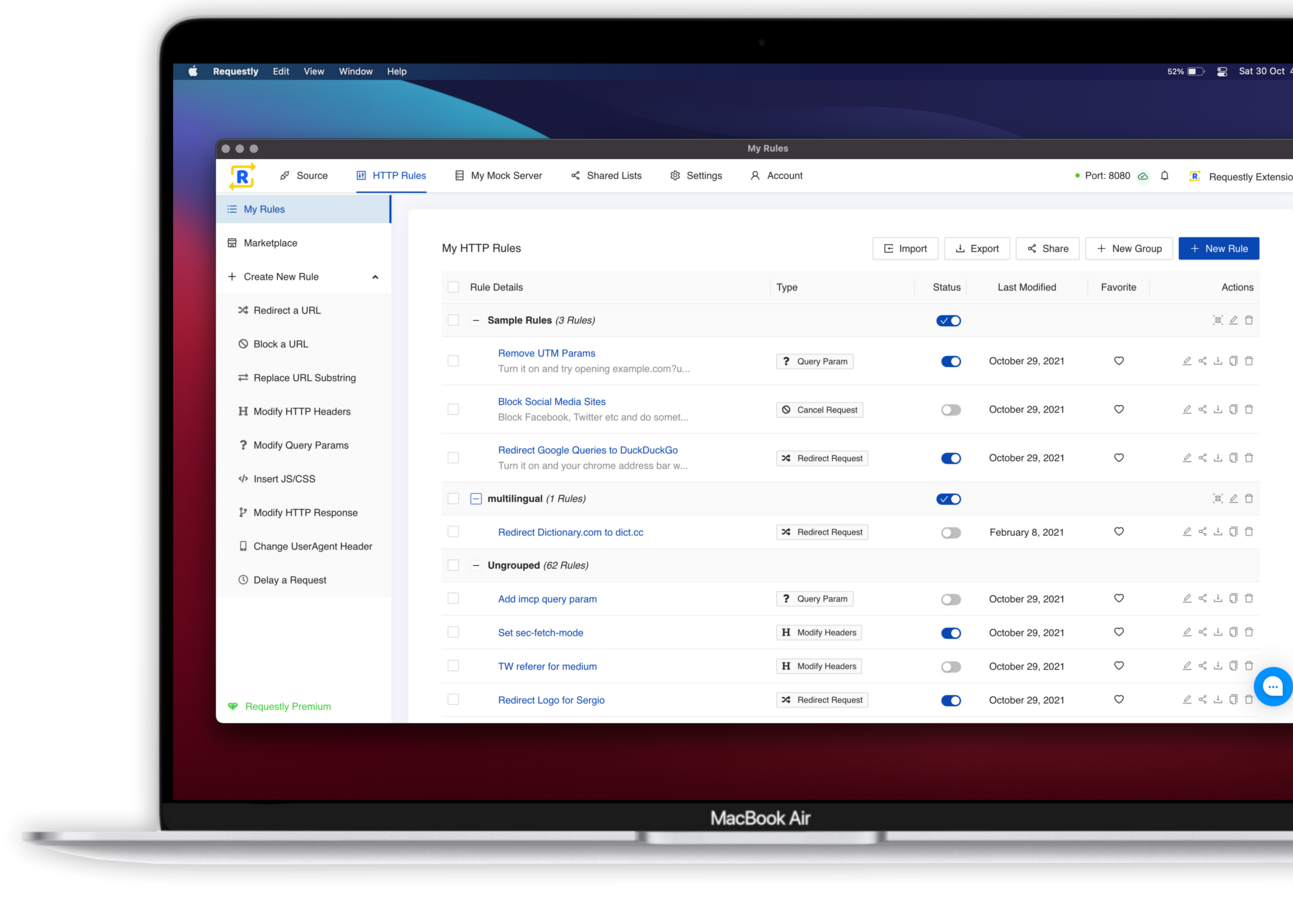 Requestly Edit View Window Help 52% Sat 30 Oct
My Rules
R Source HTTP Rules My Mock Server Shared Lists Settings Account Port: 8080 R Requestly Extensio
My Rules
Marketplace
Create New Rule
Redirect a URL
Block a URL
Replace URL Substring
H Modify HTTP Headers
? Modify Query Params
</> Insert JS/CSS
Modify HTTP Response
Change UserAgent Header
Delay a Request
Requestly Premium
My HTTP Rules Import Export Share + New Group + New Rule
Rule Details Type Status Last Modified Favorite Actions
Sample Rules (3 Rules)
Remove UTM Params ? Query Param October 29, 2021
Turn it on and try opening example.com?u...
Block Social Media Sites Cancel Request October 29, 2021
Block Facebook, Twitter etc and do somet...
Redirect Google Queries to DuckDuckGo Redirect Request October 29, 2021
Turn it on and your chrome address bar w...
multilingual (1 Rules)
Redirect Dictionary.com to dict.cc Redirect Request February 8, 2021
Ungrouped (62 Rules)
Add imcp query param ? Query Param October 29, 2021
Set sec-fetch-mode H Modify Headers October 29, 2021
TW referer for medium H Modify Headers October 29, 2021
Redirect Logo for Sergio Redirect Request October 29, 2021
MacBook Air